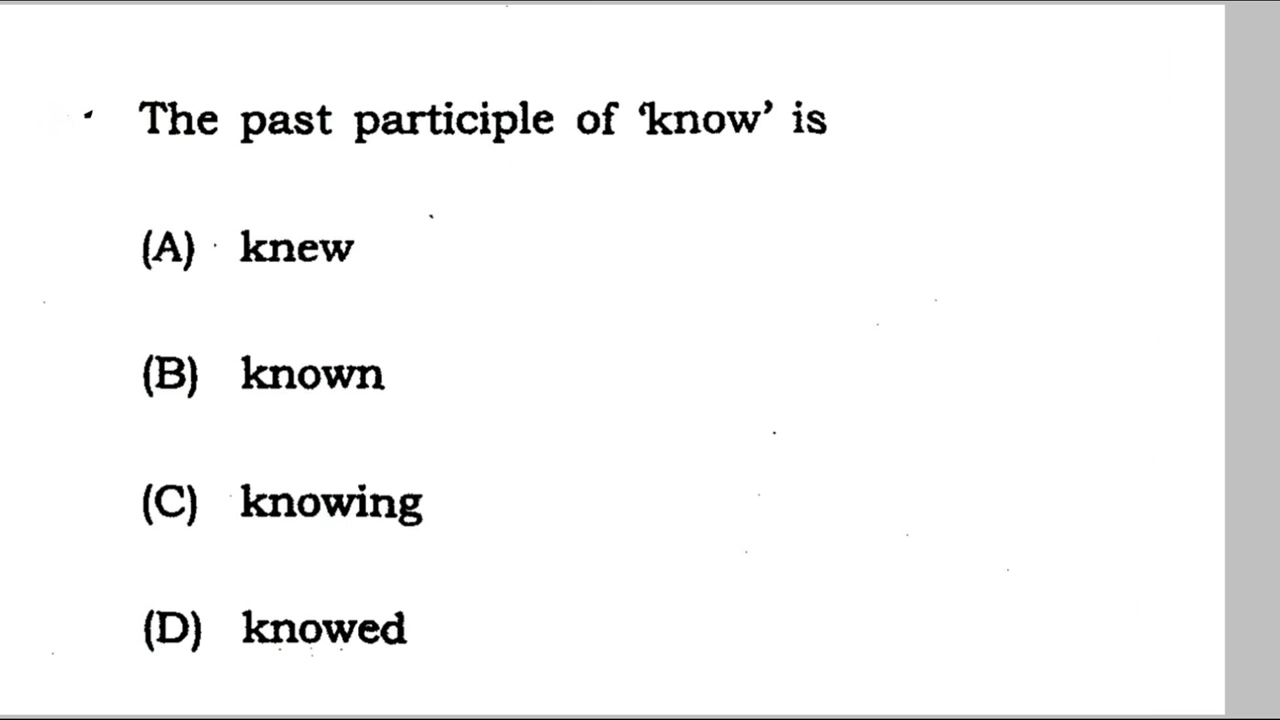 The past participle of ‘know’ is
(A) knew
(B) known
(C) knowing
(D) knowed